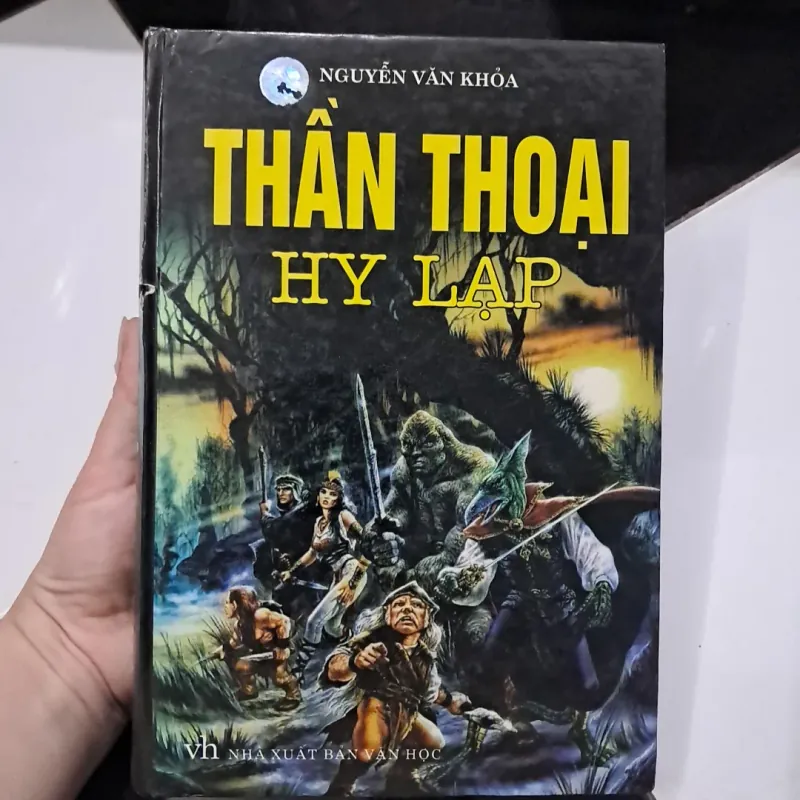 NGUYỄN VĂN KHỎA
THẦN THOẠI
HY LẠP
vh NHÀ XUẤT BẢN VĂN HỌC